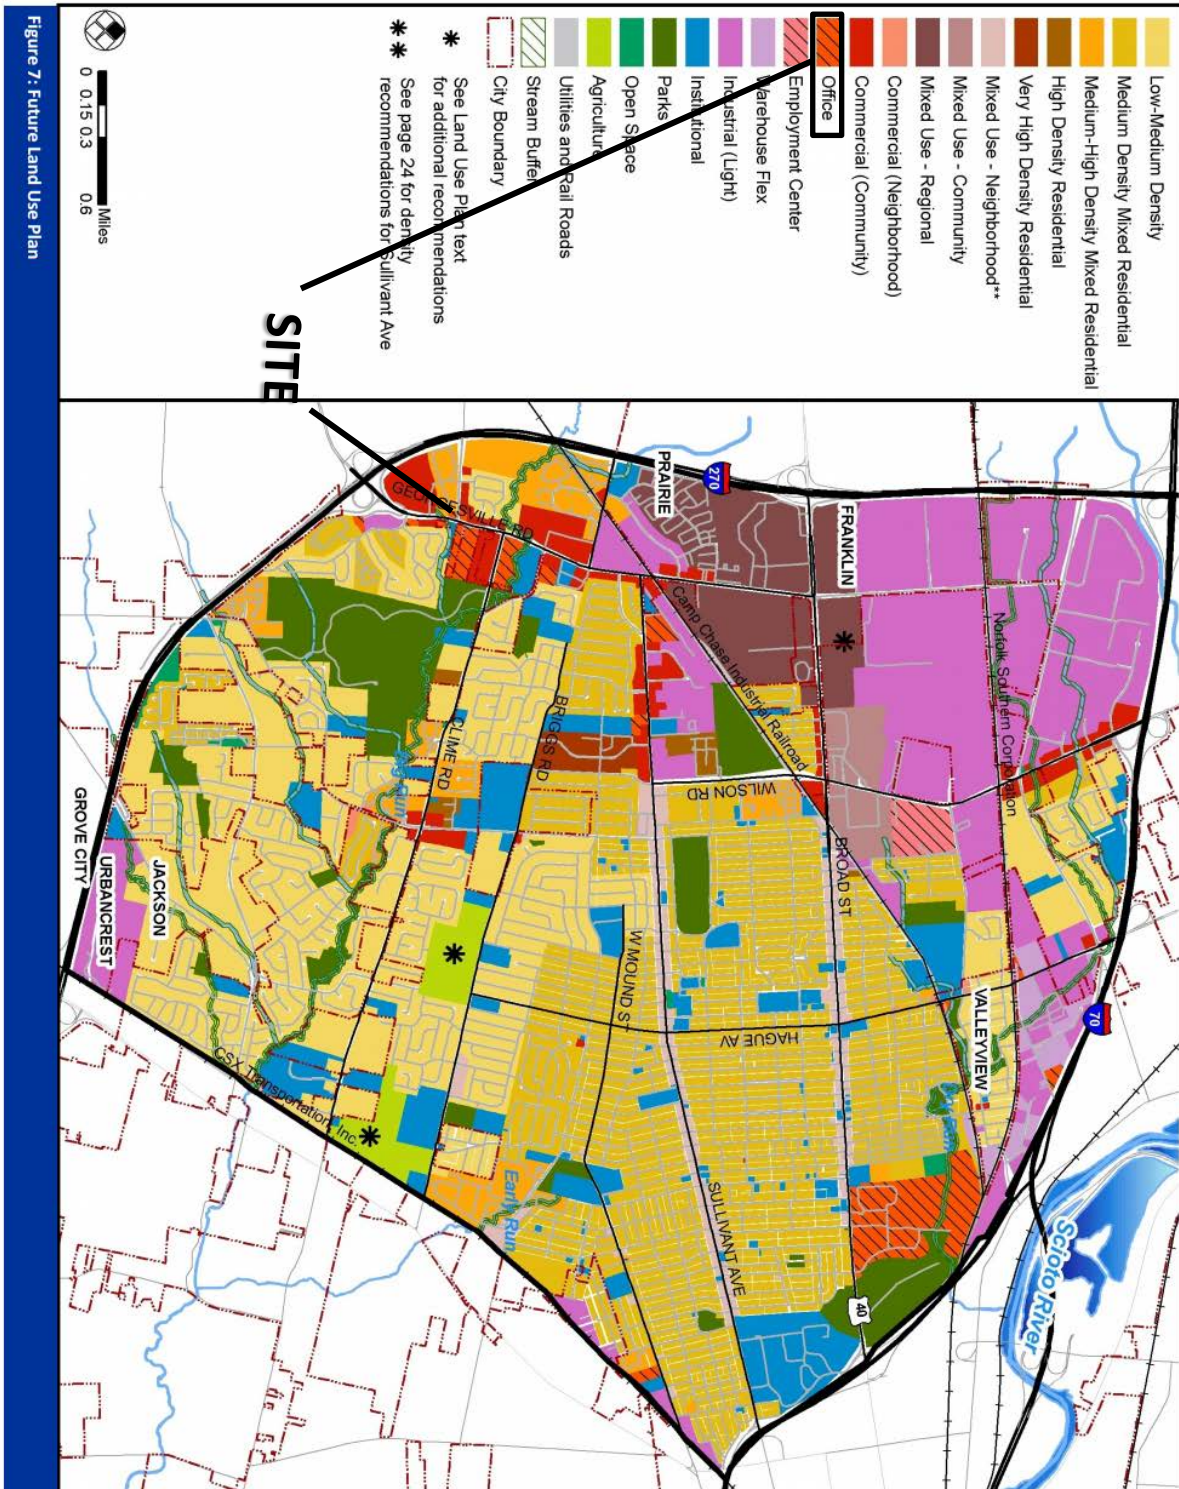 Low-Medium Density
Medium Density Mixed Residential
Medium-High Density Mixed Residential
High Density Residential
Very High Density Residential
Mixed Use - Neighborhood**
Mixed Use - Community
Mixed Use - Regional
Commercial (Neighborhood)
Commercial (Community)
Office
Employment Center
Warehouse Flex
Industrial (Light)
Institutional
Parks
Open Space
Agriculture
Utilities and Rail Roads
Stream Buffer
City Boundary
* See Land Use Plan text
for additional recommendations
** See page 24 for density
recommendations for Sullivant Ave
0 0.15 0.3 0.6
Miles
SITE
270
PRAIRIE
FRANKLIN
GEORGESVILLE RD
Camp Chase Industrial Railroad
Norfolk Southern Corporation
*
BRIGGS RD
CLIME RD
Big Run
WILSON RD
BROAD ST
GROVE CITY
URBANCREST
JACKSON
*
W MOUND ST
HAGUE AV
VALLEYVIEW
70
CSX Transportation, Inc.
*
Early Run
SULLIVANT AVE
40
Scioto River
Figure 7: Future Land Use Plan